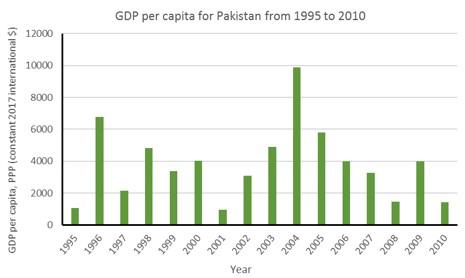 GDP per capita for Pakistan from 1995 to 2010
GDP per capita, PPP (constant 2017 international $)
12000
10000
8000
6000
4000
2000
0
1995 1996 1997 1998 1999 2000 2001 2002 2003 2004 2005 2006 2007 2008 2009 2010
Year